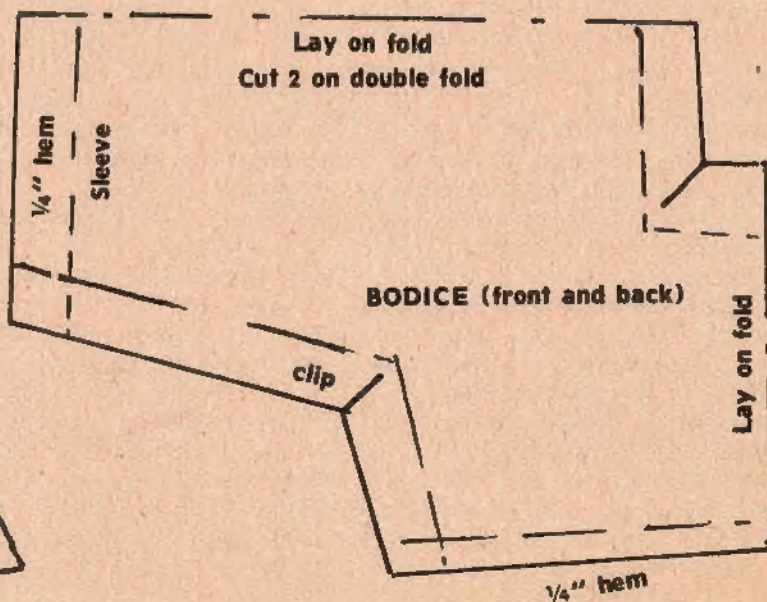 Lay on fold
Cut 2 on double fold
¼" hem
Sleeve
BODICE (front and back)
clip
Lay on fold
¼" hem